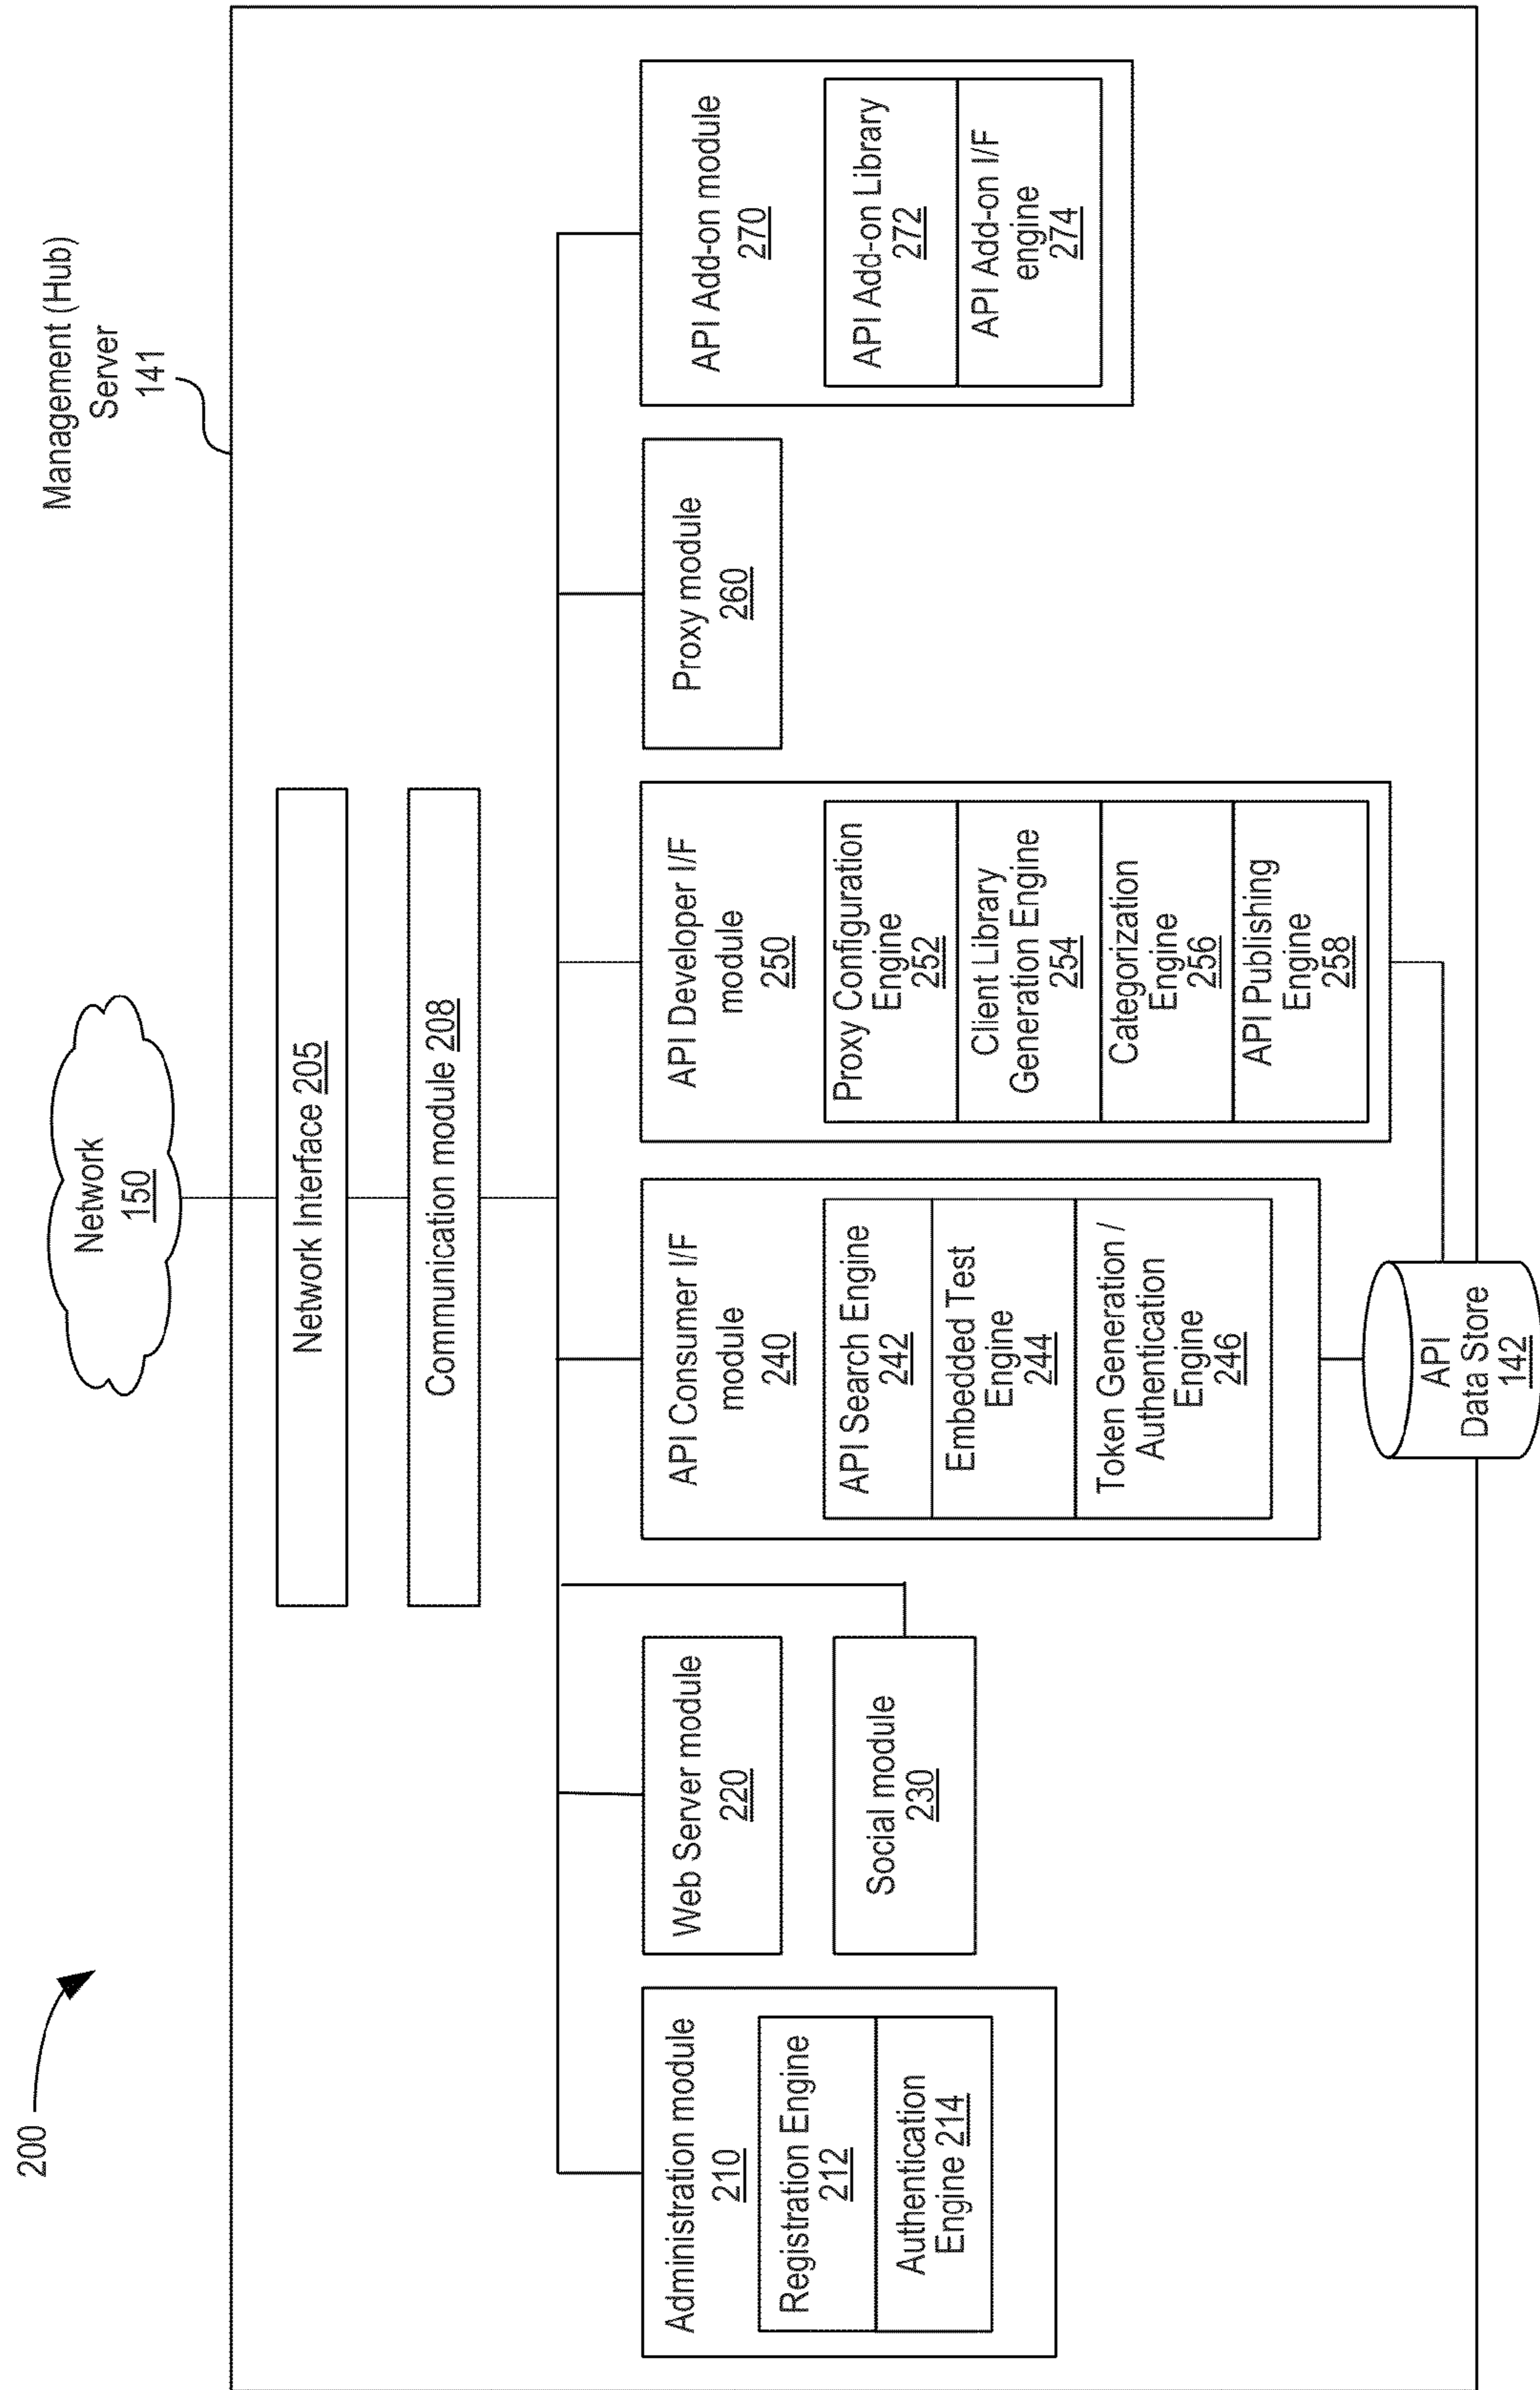 200
Management (Hub)
Server
141
Network
150
Network Interface 205
Communication module 208
Administration module
210
Registration Engine
212
Authentication
Engine 214
Web Server module
220
Social module
230
API Consumer I/F
module
240
API Search Engine
242
Embedded Test
Engine
244
Token Generation /
Authentication
Engine
246
API Developer I/F
module
250
Proxy Configuration
Engine
252
Client Library
Generation Engine
254
Categorization
Engine
256
API Publishing
Engine
258
Proxy module
260
API Add-on module
270
API Add-on Library
272
API Add-on I/F
engine
274
API
Data Store
142